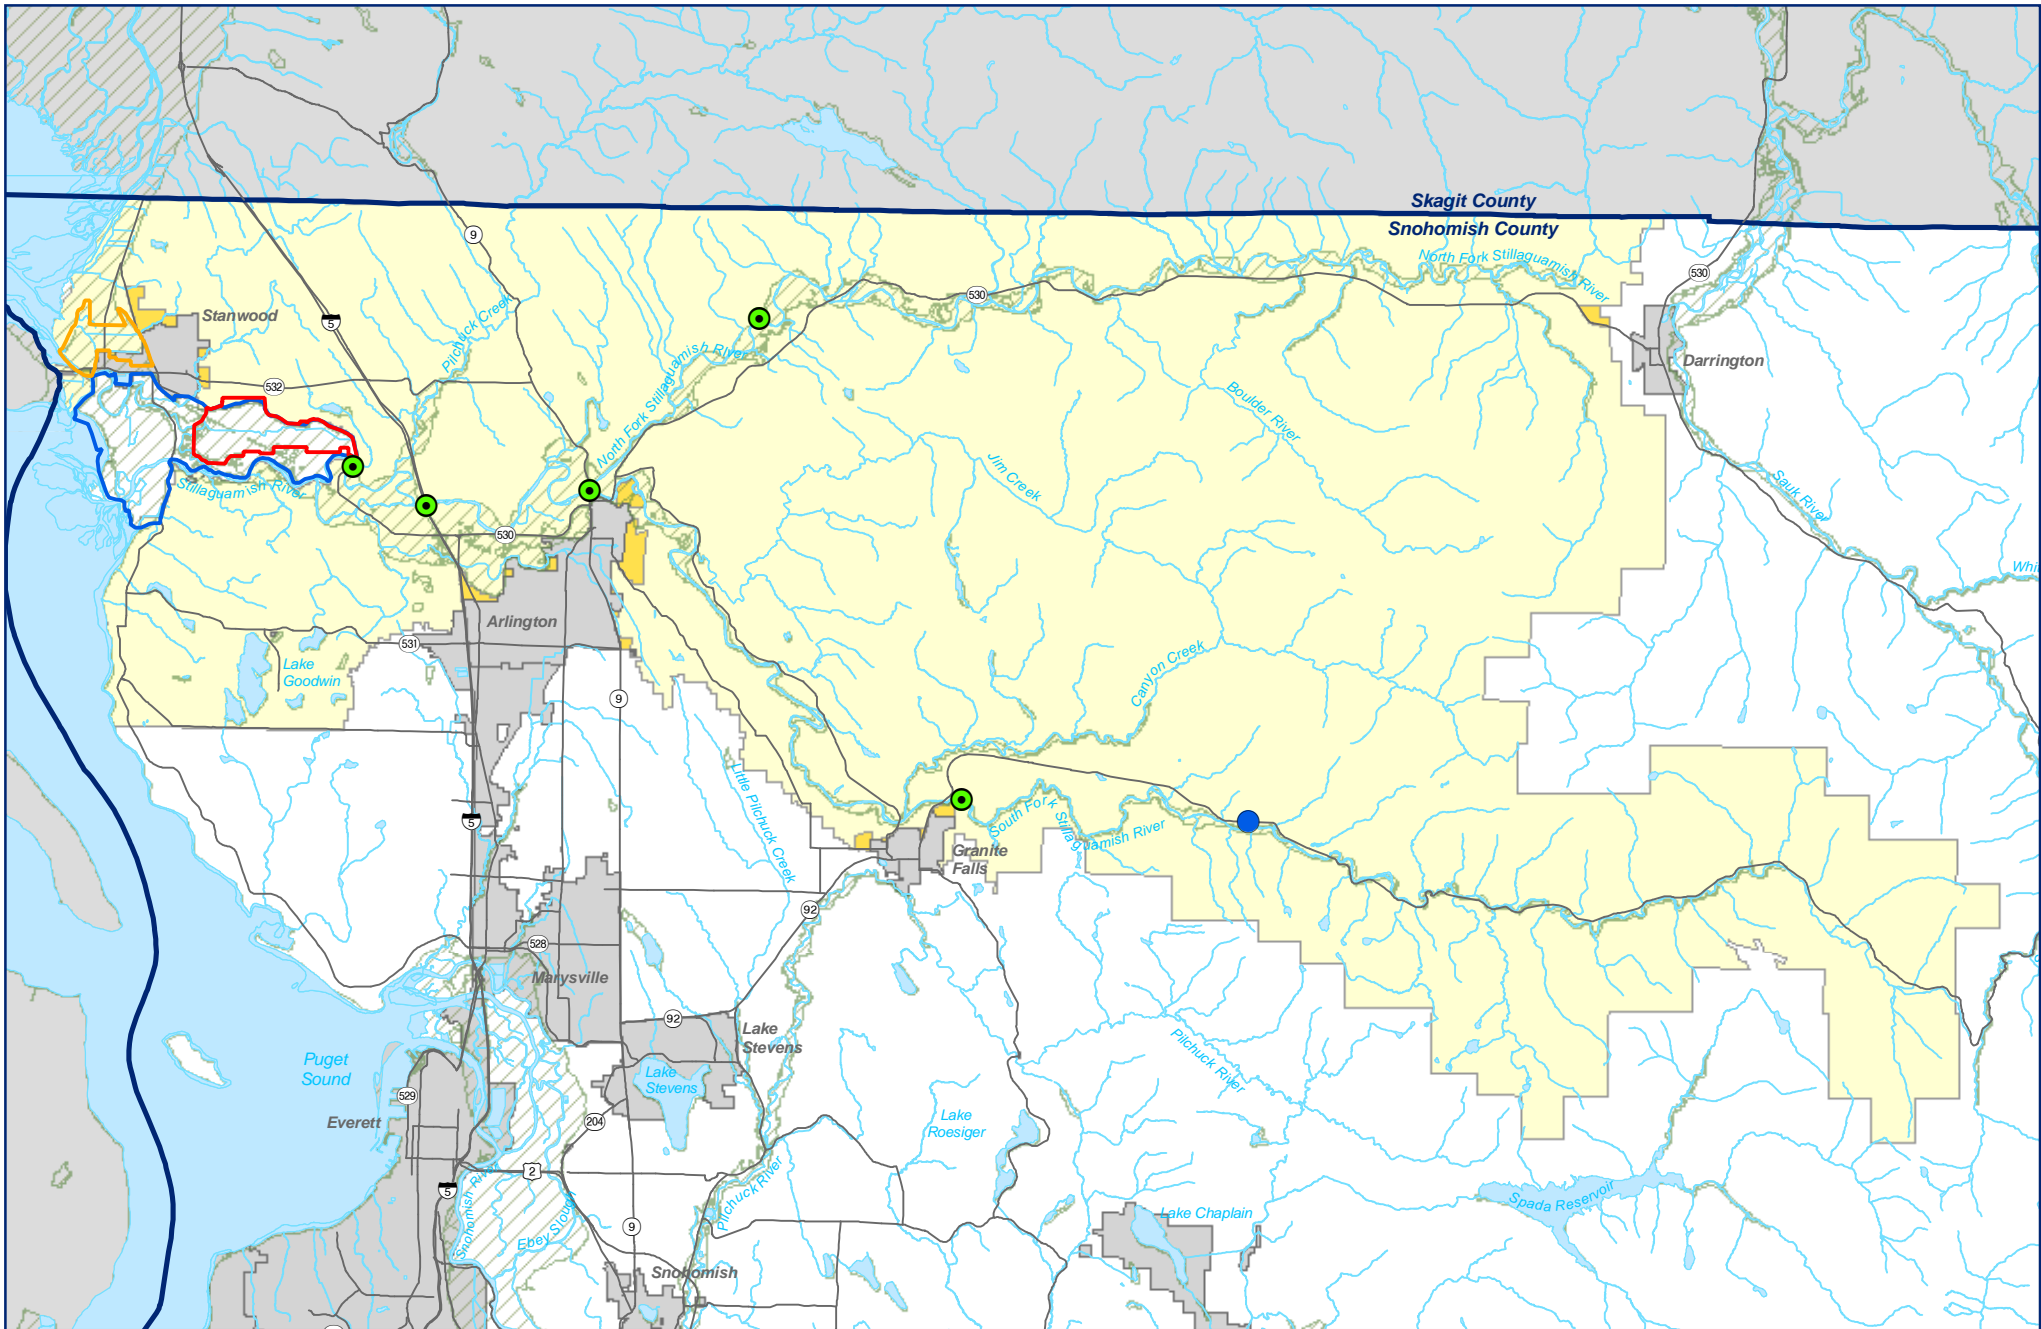 Skagit County
Snohomish County
9
North Fork Stillaguamish River
530
530
Stanwood
5
Pilchuck Creek
North Fork Stillaguamish River
Darrington
532
Boulder River
Jim Creek
Stillaguamish River
Sauk River
530
Whi
Arlington
531
Lake
Goodwin
Canyon Creek
9
Little Pilchuck Creek
5
South Fork Stillaguamish River
Granite
Falls
92
528
Marysville
92
Lake
Stevens
Pilchuck River
Puget
Sound
Lake
Stevens
529
Everett
204
Lake
Roesiger
2
5
Snohomish River
Ebey Slough
Pilchuck River
Spada Reservoir
9
Lake Chaplain
Snohomish